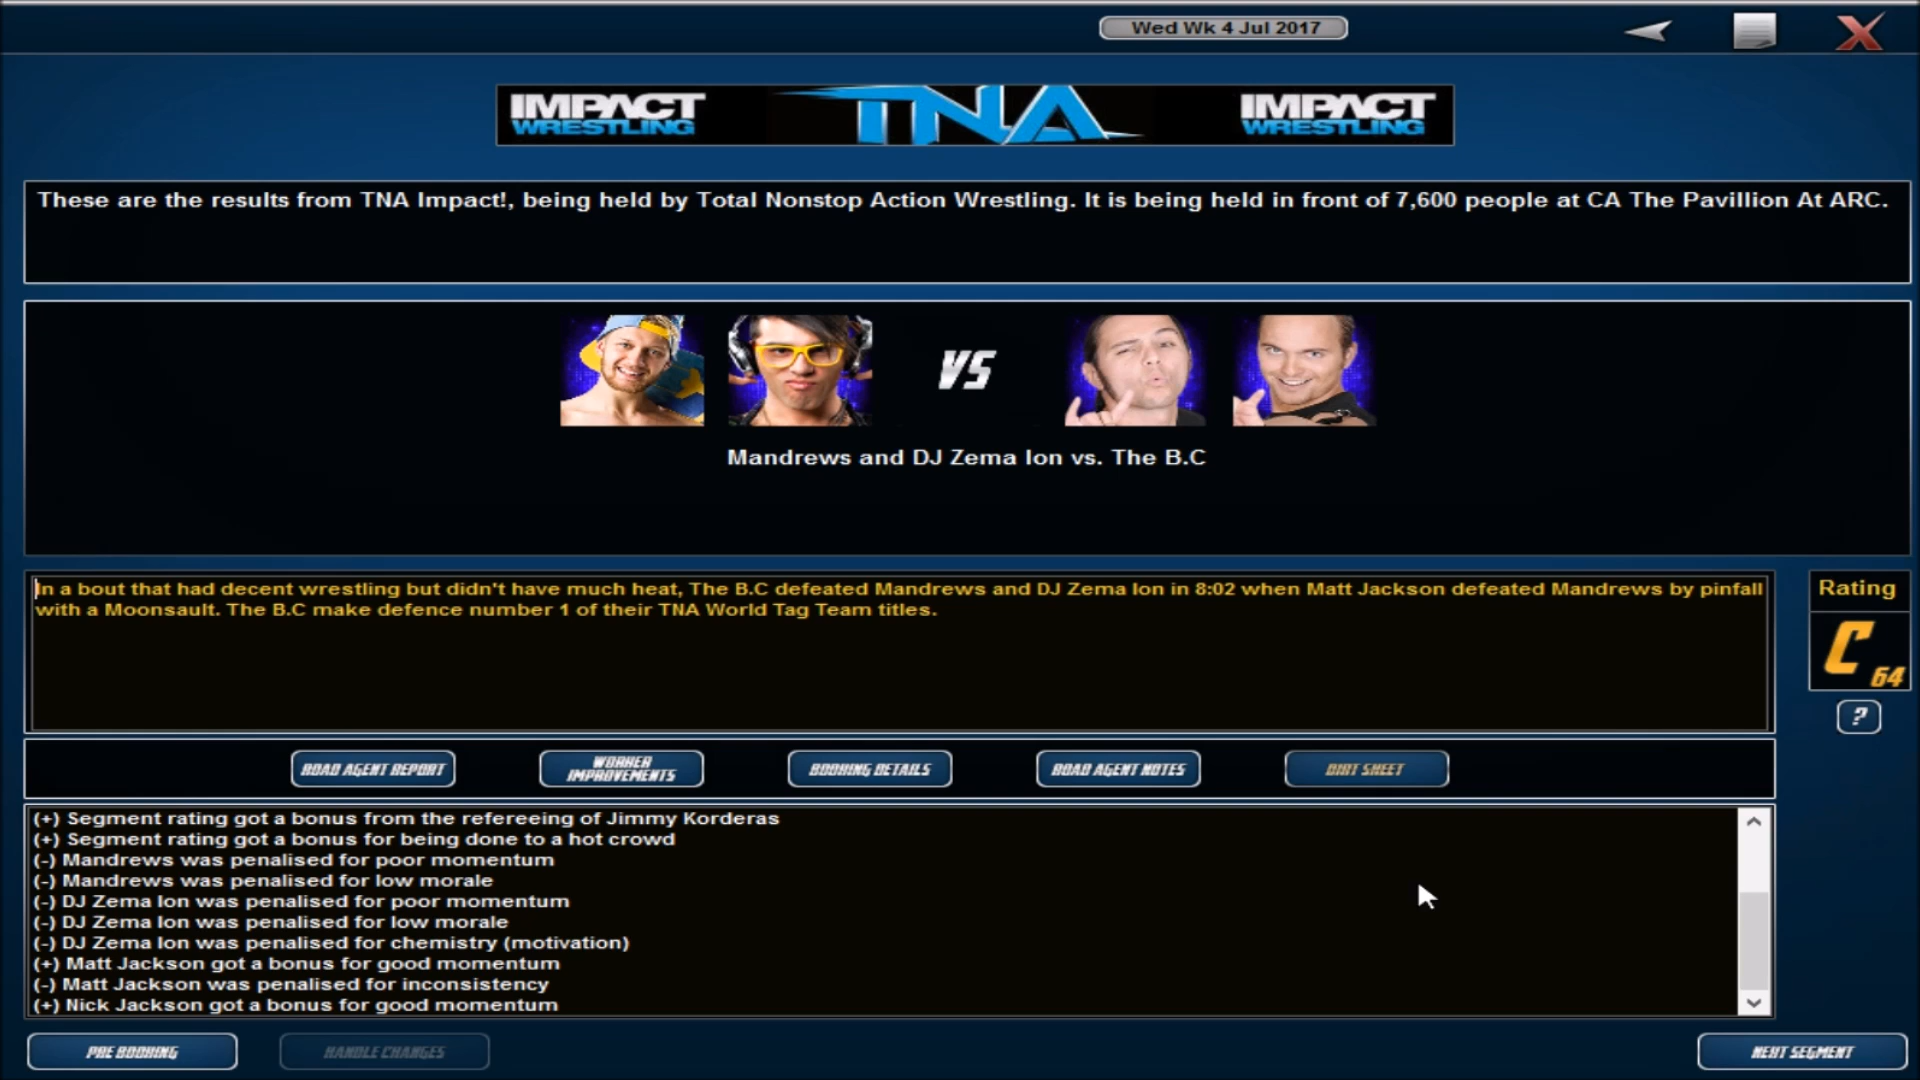 Wed Wk 4 Jul 2017
IMPACT WRESTLING
TNA
IMPACT WRESTLING
These are the results from TNA Impact!, being held by Total Nonstop Action Wrestling. It is being held in front of 7,600 people at CA The Pavillion At ARC.
VS
Mandrews and DJ Zema Ion vs. The B.C
In a bout that had decent wrestling but didn't have much heat, The B.C defeated Mandrews and DJ Zema Ion in 8:02 when Matt Jackson defeated Mandrews by pinfall
with a Moonsault. The B.C make defence number 1 of their TNA World Tag Team titles.
Rating
C 64
?
ROAD AGENT REPORT
WORKER IMPROVEMENTS
BOOKING DETAILS
ROAD AGENT NOTES
DIRT SHEET
(+) Segment rating got a bonus from the refereeing of Jimmy Korderas
(+) Segment rating got a bonus for being done to a hot crowd
(-) Mandrews was penalised for poor momentum
(-) Mandrews was penalised for low morale
(-) DJ Zema Ion was penalised for poor momentum
(-) DJ Zema Ion was penalised for low morale
(-) DJ Zema Ion was penalised for chemistry (motivation)
(+) Matt Jackson got a bonus for good momentum
(-) Matt Jackson was penalised for inconsistency
(+) Nick Jackson got a bonus for good momentum
PRE BOOKING
HANDLE CHANGES
NEXT SEGMENT